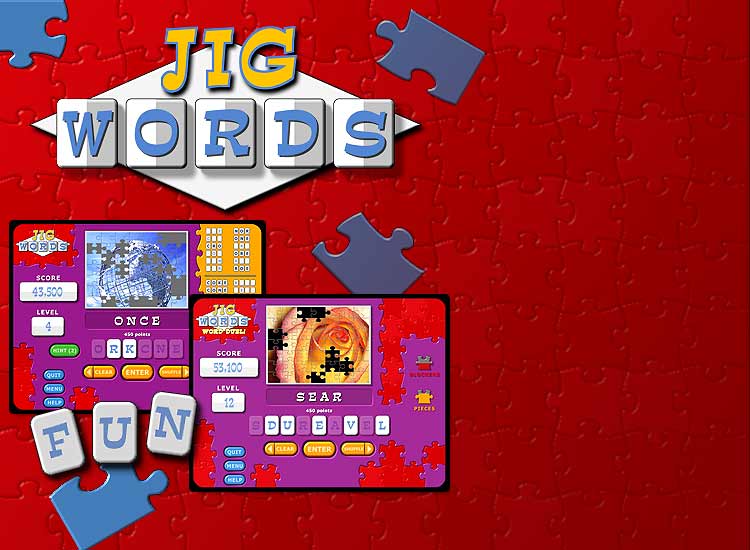 JIG
WORDS
JIG
WORDS
SCORE
43,500
LEVEL
4
HINT (2)
QUIT
MENU
HELP
ONCE
450 points
O R K C N E
CLEAR
ENTER
SHUFFLE
JIG
WORDS
WORD DUEL!
SCORE
53,100
LEVEL
12
QUIT
MENU
HELP
SEAR
450 points
S D U R E A V E L
CLEAR
ENTER
SHUFFLE
BLOCKERS
PIECES
FUN